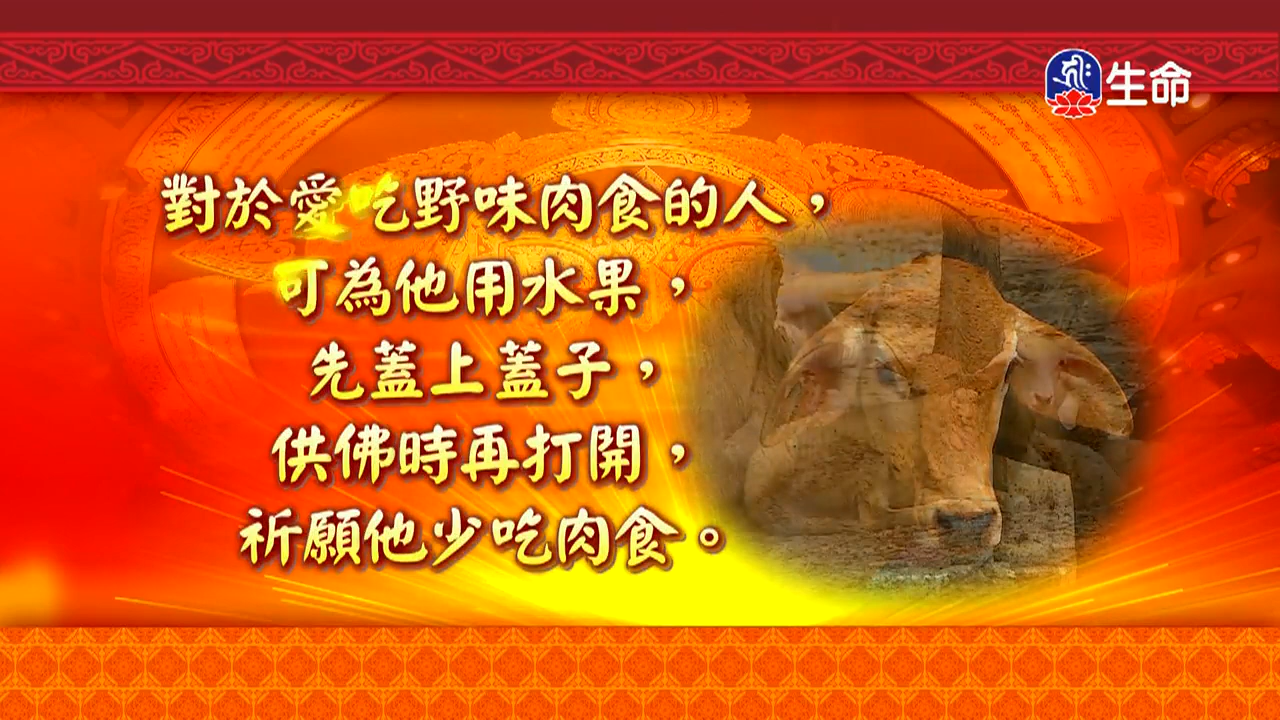 生命
對於愛吃野味肉食的人，
可為他用水果，
先蓋上蓋子，
供佛時再打開，
祈願他少吃肉食。